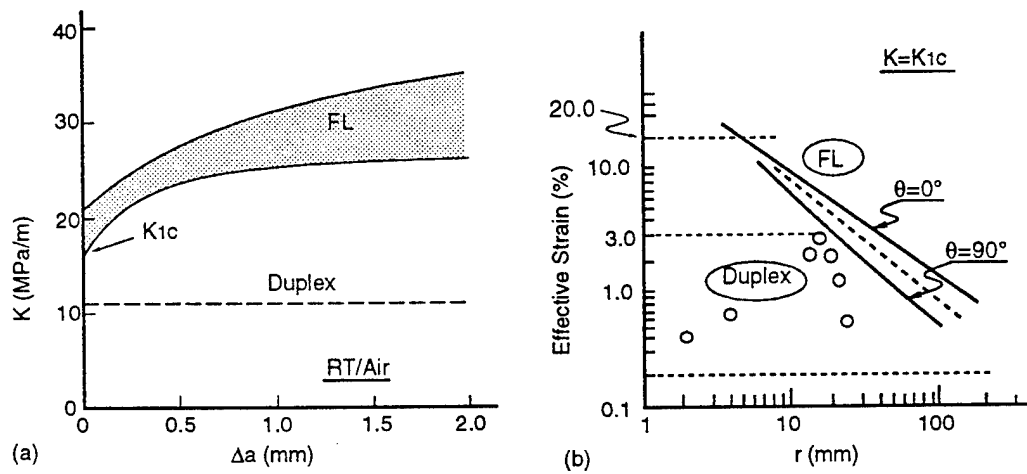 40
30
20
10
0
K (MPa/m)
FL
K1c
Duplex
RT/Air
0
0.5
1.0
1.5
2.0
(a)
Δa (mm)
K=K1c
20.0
10.0
3.0
1.0
0.1
Effective Strain (%)
FL
θ=0°
θ=90°
Duplex
1
10
100
(b)
r (mm)